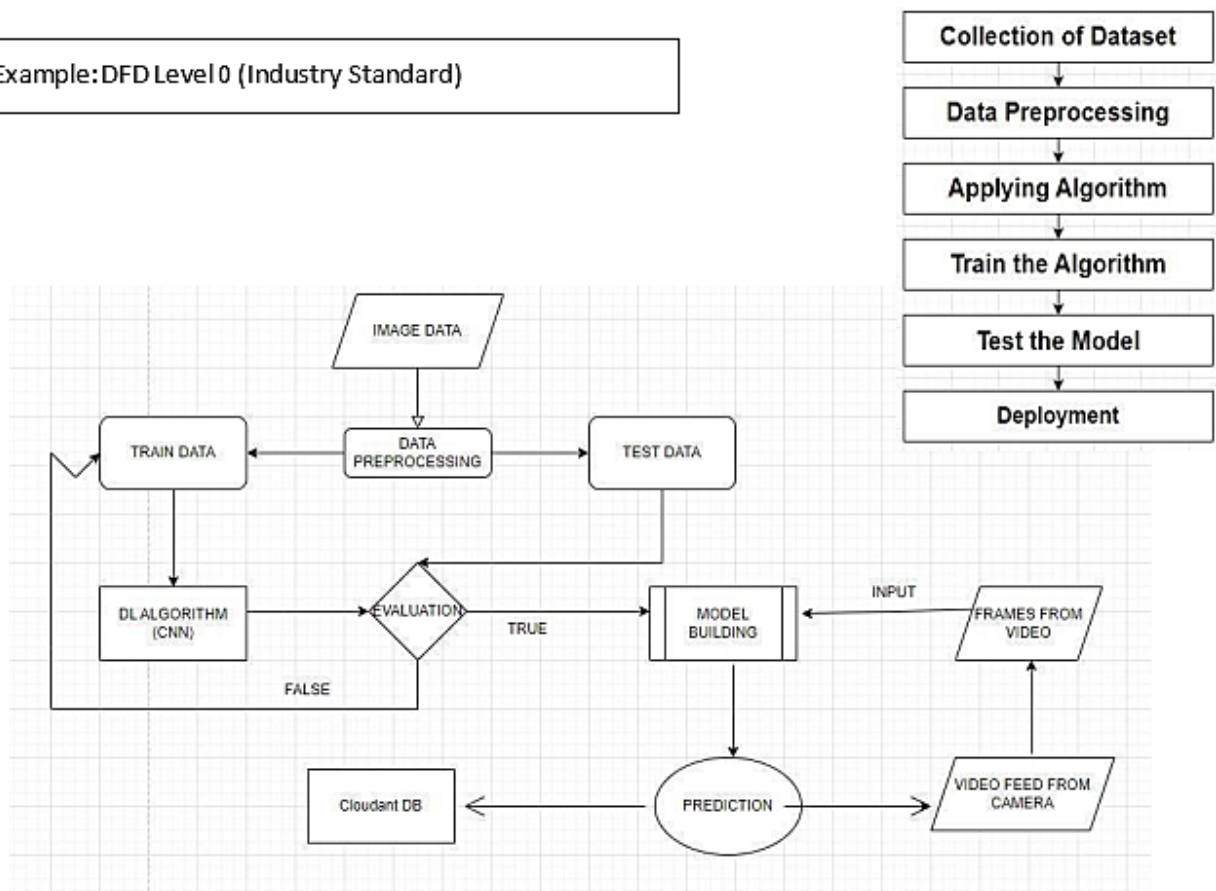 Example: DFD Level 0 (Industry Standard)
Collection of Dataset
Data Preprocessing
Applying Algorithm
Train the Algorithm
Test the Model
Deployment
IMAGE DATA
TRAIN DATA
DATA
PREPROCESSING
TEST DATA
DL ALGORITHM
(CNN)
EVALUATION
TRUE
MODEL
BUILDING
INPUT
FRAMES FROM
VIDEO
FALSE
Cloudant DB
PREDICTION
VIDEO FEED FROM
CAMERA